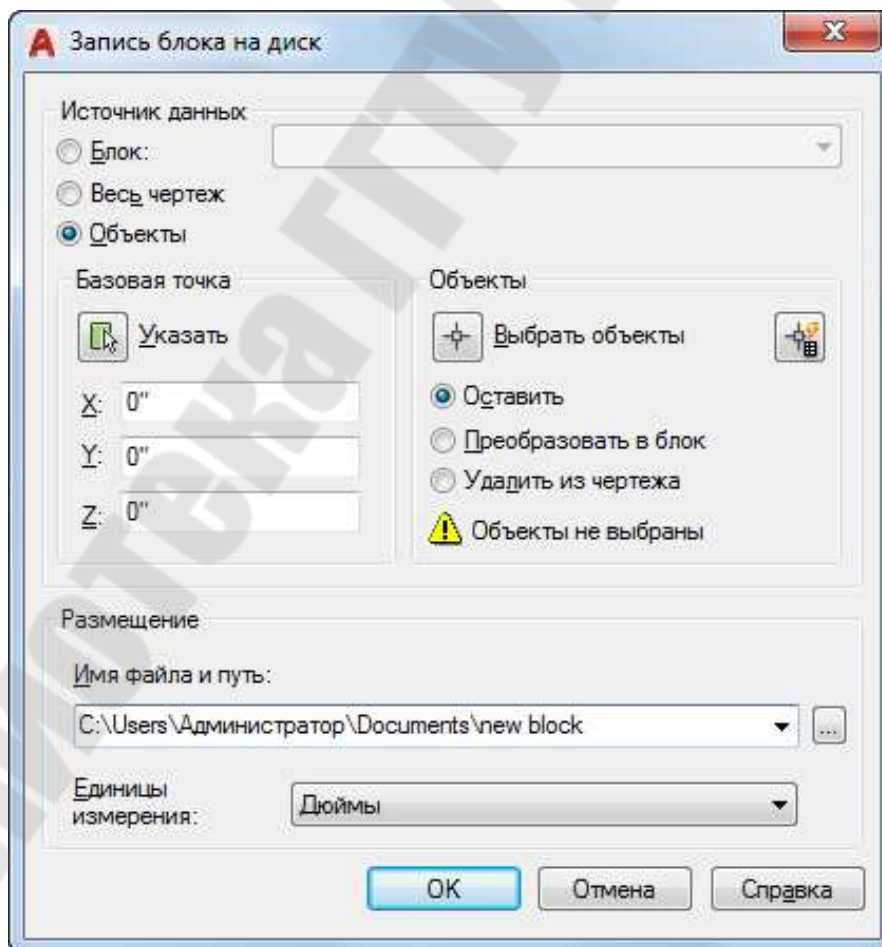 Запись блока на диск
Источник данных
Блок:
Весь чертеж
Объекты
Базовая точка
Указать
X: 0"
Y: 0"
Z: 0"
Объекты
Выбрать объекты
Оставить
Преобразовать в блок
Удалить из чертежа
Объекты не выбраны
Размещение
Имя файла и путь:
C:\Users\Администратор\Documents\new block
...
Единицы
измерения:
Дюймы
OK Отмена Справка